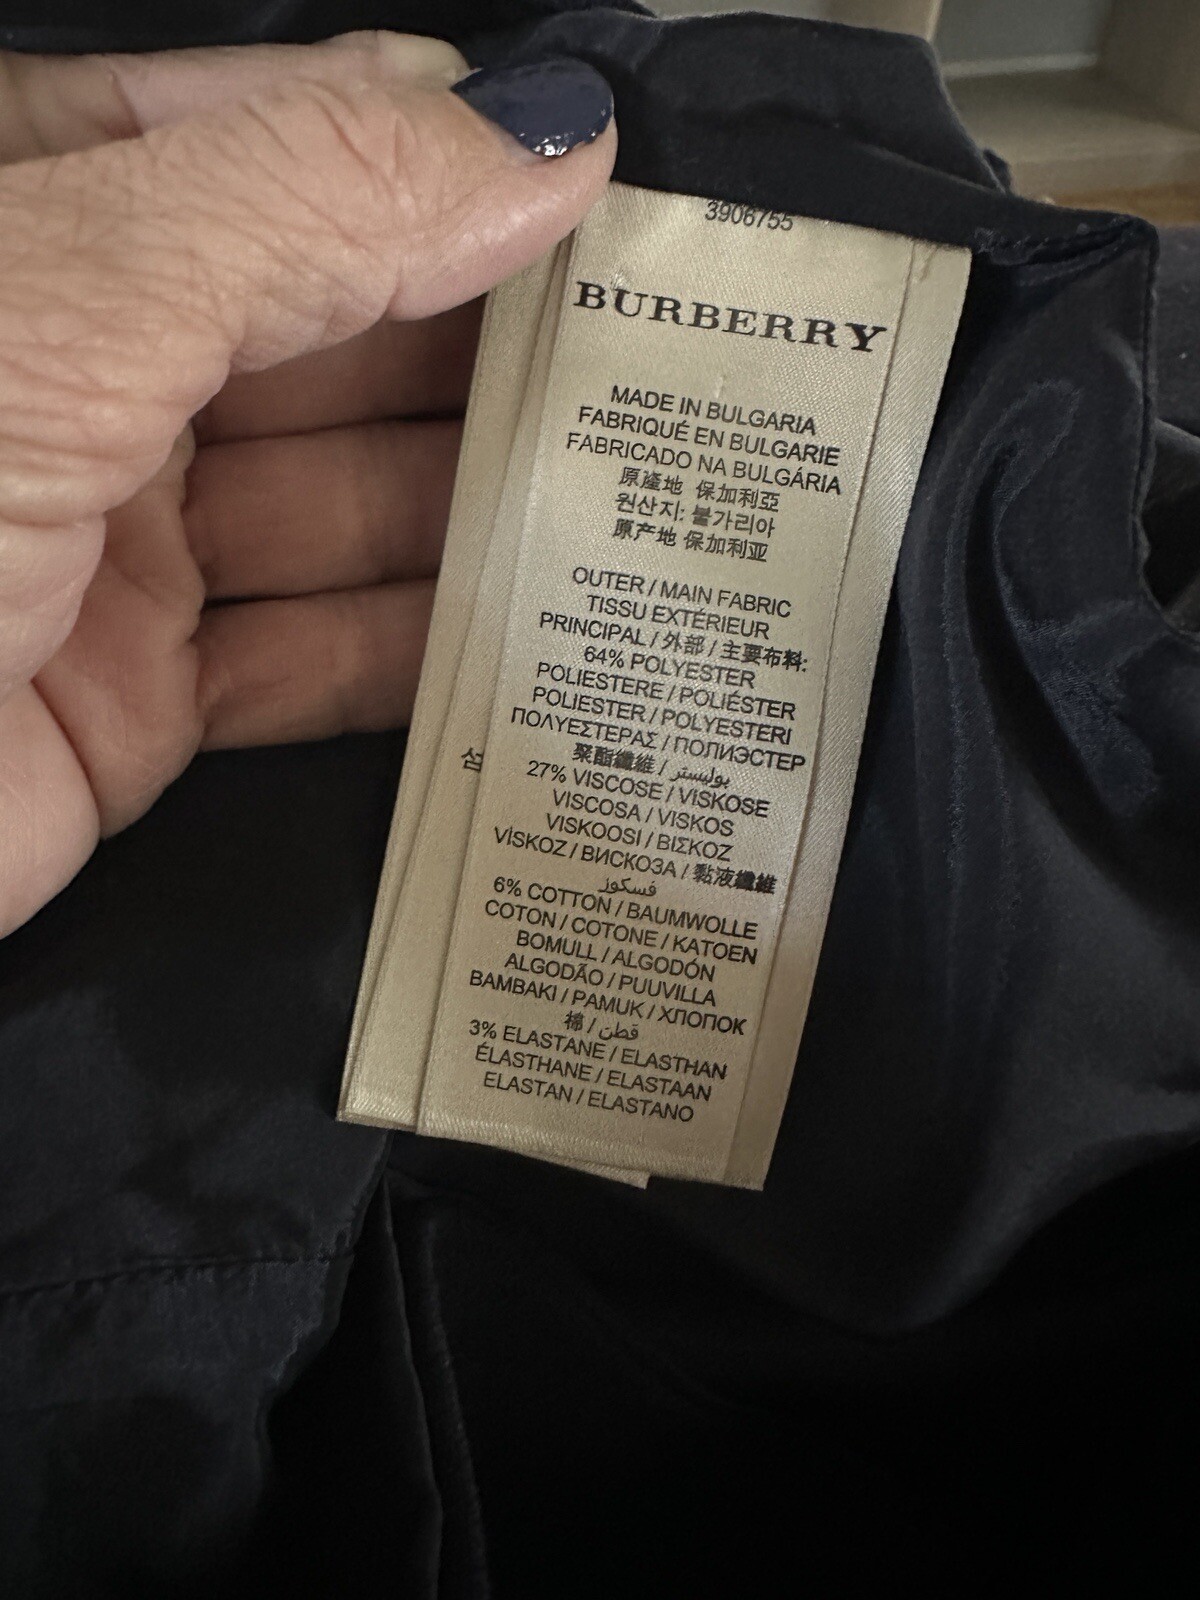 3906755
BURBERRY
MADE IN BULGARIA
FABRIQUÉ EN BULGARIE
FABRICADO NA BULGÁRIA
原產地 保加利亞
원산지: 불가리아
原产地 保加利亚
OUTER / MAIN FABRIC
TISSU EXTÉRIEUR
PRINCIPAL / 外部 / 主要布料:
64% POLYESTER
POLIESTERE / POLIÉSTER
POLIESTER / POLYESTERI
ΠΟΛΥΕΣΤΕΡΑΣ / ПОЛИЭСТЕР
聚酯纖維 / بوليستر
27% VISCOSE / VISKOSE
VISCOSA / VISKOS
VISKOOSI / ΒΙΣΚΟΖ
VİSKOZ / ВИСКОЗА / 黏液纖維
فسكوز
6% COTTON / BAUMWOLLE
COTON / COTONE / KATOEN
BOMULL / ALGODÓN
ALGODÃO / PUUVILLA
BAMBAKI / PAMUK / ХЛОПОК
棉 / قطن
3% ELASTANE / ELASTHAN
ÉLASTHANE / ELASTAAN
ELASTAN / ELASTANO
섬